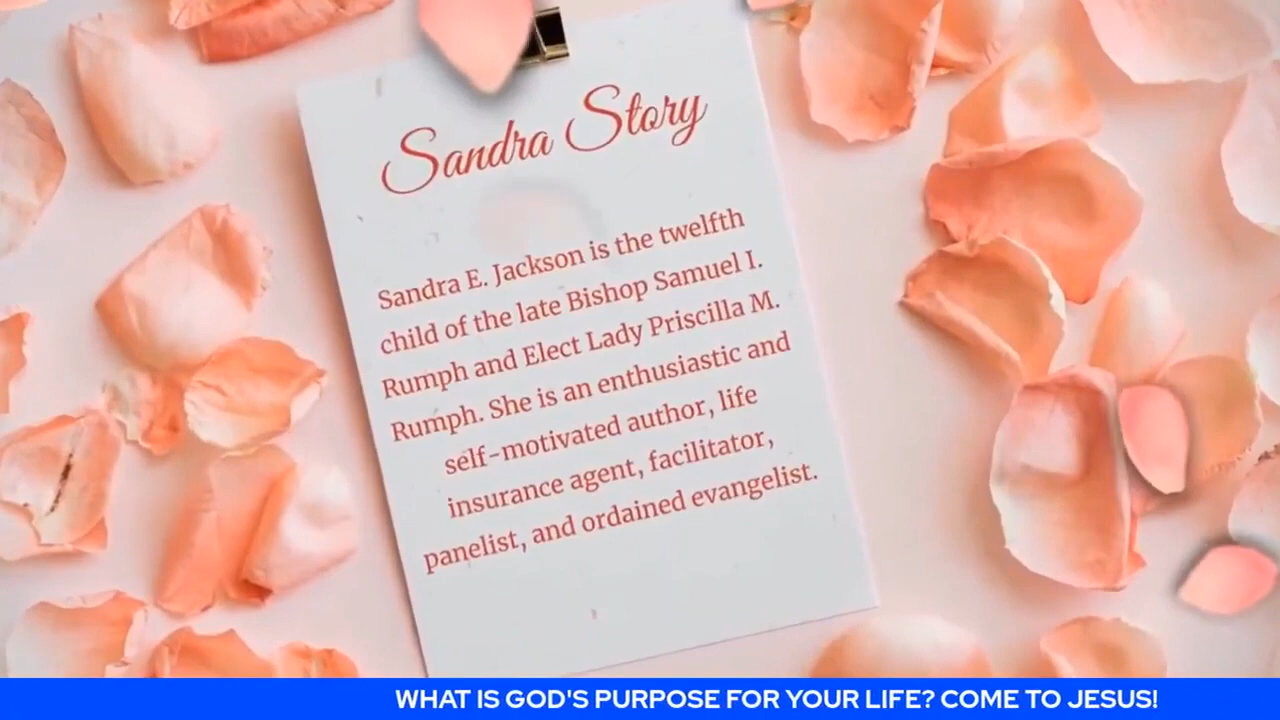 Sandra Story
Sandra E. Jackson is the twelfth
child of the late Bishop Samuel I.
Rumph and Elect Lady Priscilla M.
Rumph. She is an enthusiastic and
self-motivated author, life
insurance agent, facilitator,
panelist, and ordained evangelist.
WHAT IS GOD'S PURPOSE FOR YOUR LIFE? COME TO JESUS!